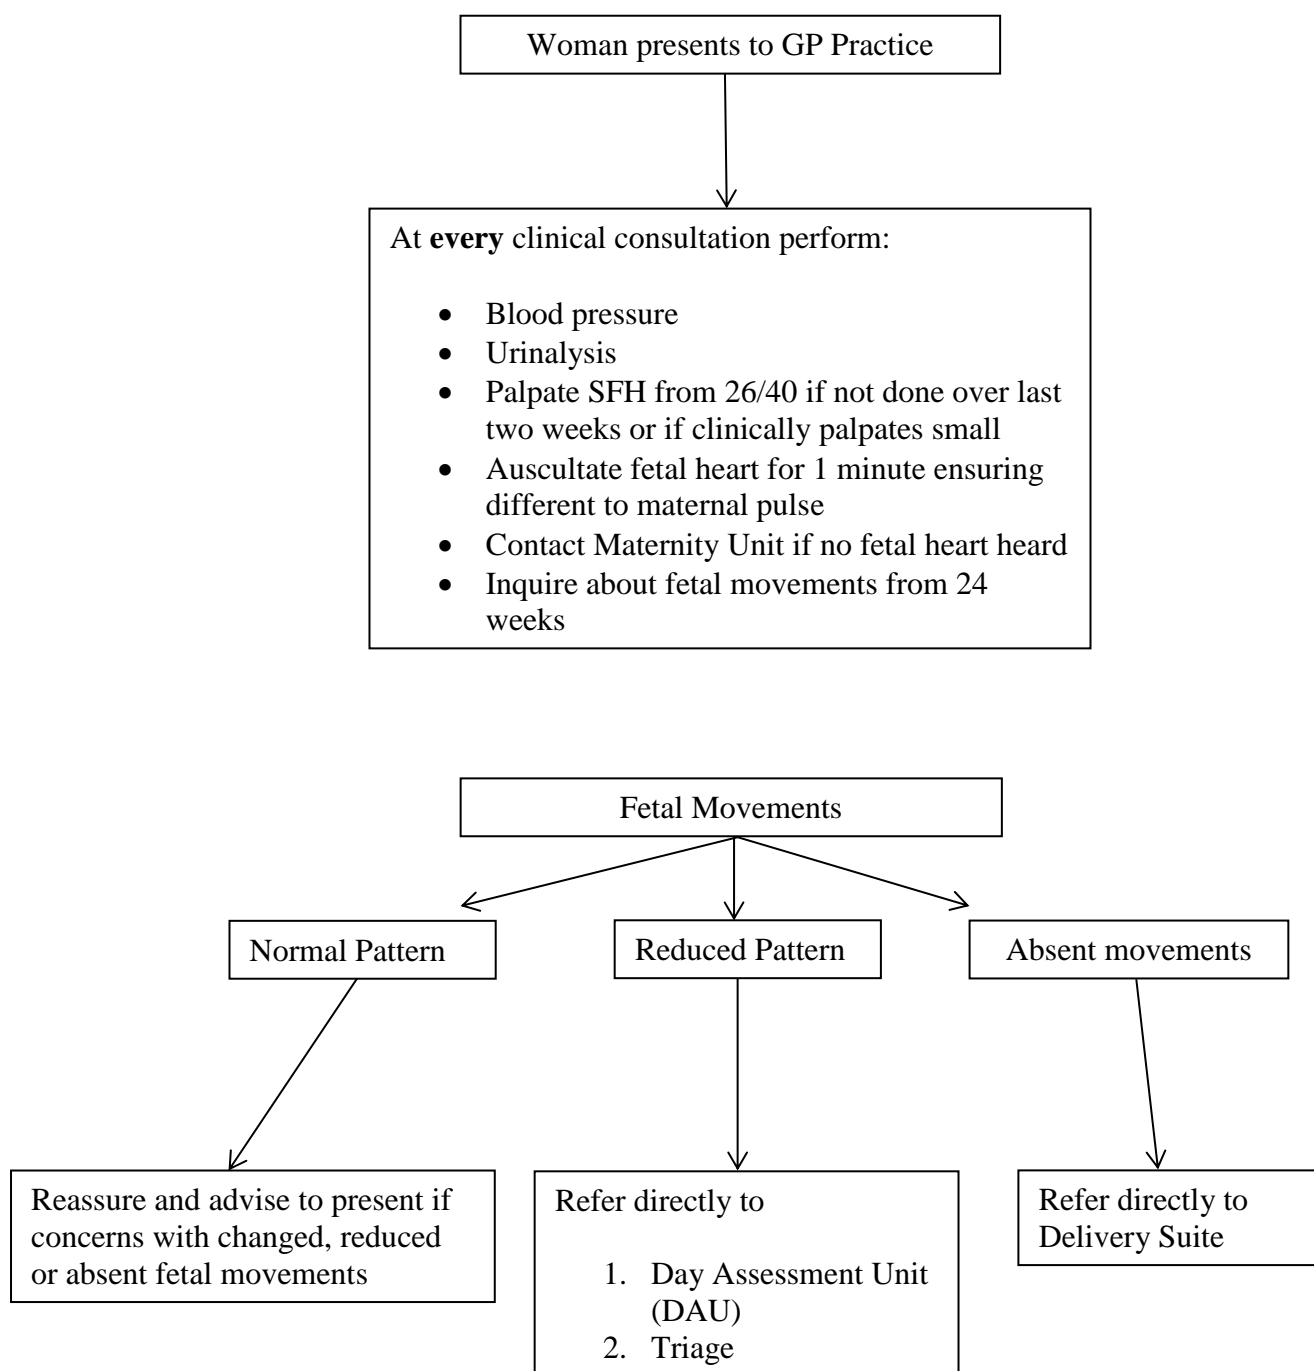 Woman presents to GP Practice
At every clinical consultation perform:
• Blood pressure
• Urinalysis
• Palpate SFH from 26/40 if not done over last
two weeks or if clinically palpates small
• Auscultate fetal heart for 1 minute ensuring
different to maternal pulse
• Contact Maternity Unit if no fetal heart heard
• Inquire about fetal movements from 24
weeks
Fetal Movements
Normal Pattern
Reduced Pattern
Absent movements
Reassure and advise to present if
concerns with changed, reduced
or absent fetal movements
Refer directly to
1. Day Assessment Unit
(DAU)
2. Triage
Refer directly to
Delivery Suite